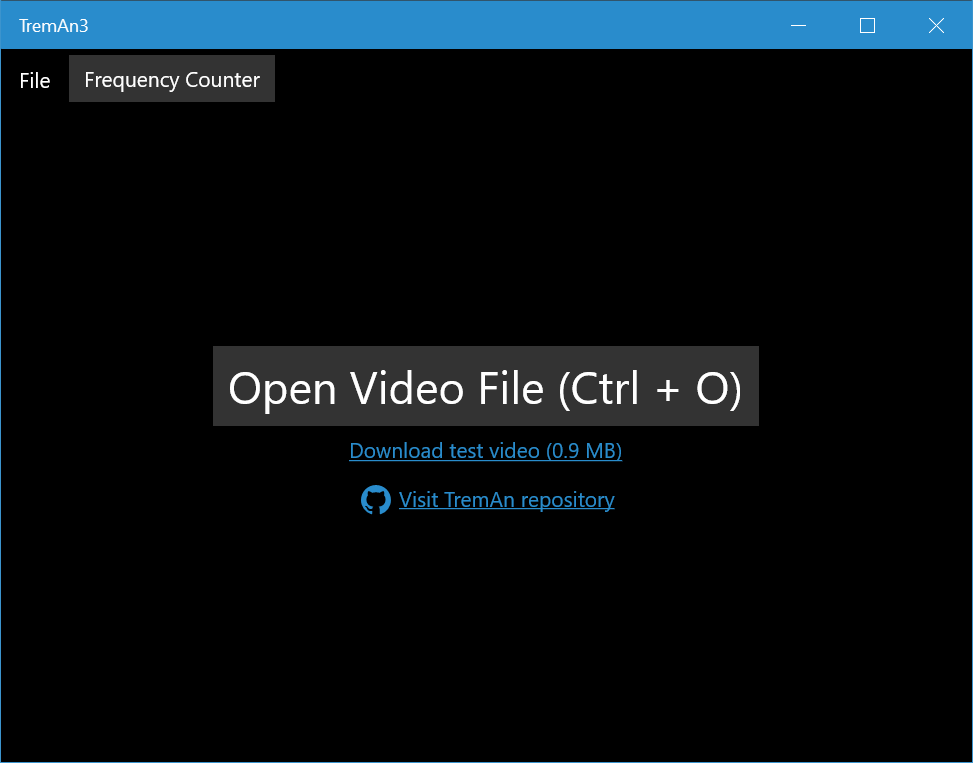 TremAn3
File
Frequency Counter
Open Video File (Ctrl + O)
Download test video (0.9 MB)
Visit TremAn repository